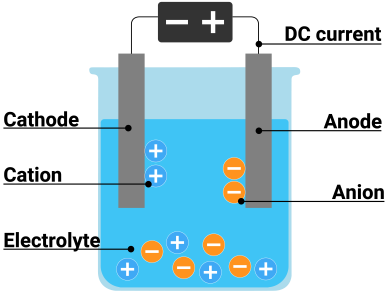 DC current
Cathode
Anode
Cation
Anion
Electrolyte